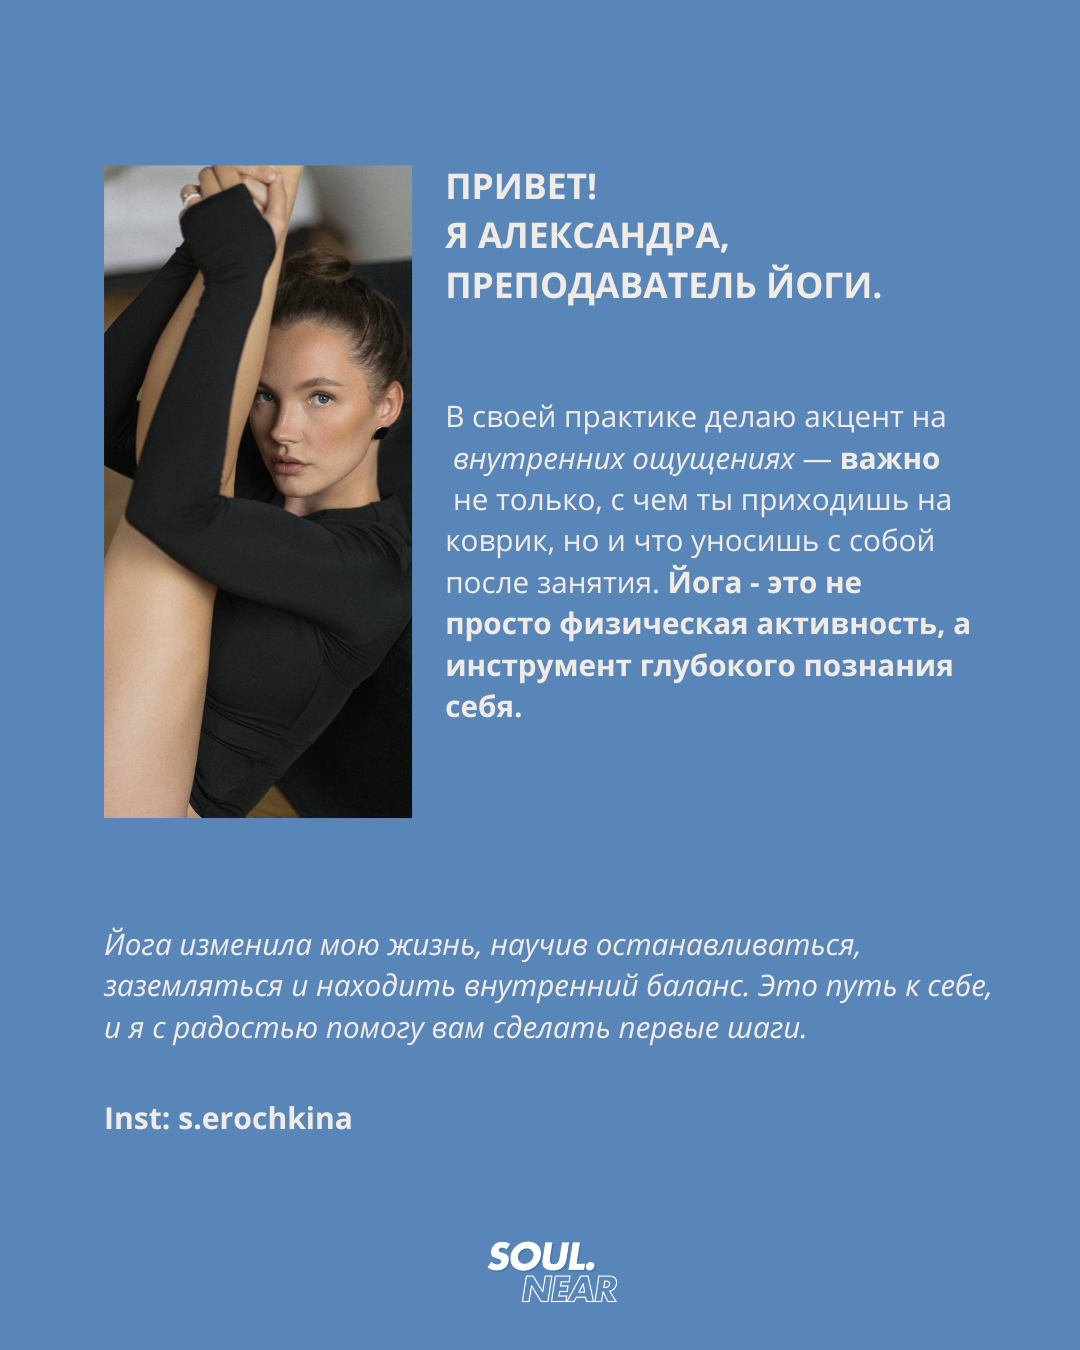 ПРИВЕТ!
Я АЛЕКСАНДРА,
ПРЕПОДАВАТЕЛЬ ЙОГИ.
В своей практике делаю акцент на
внутренних ощущениях — важно
не только, с чем ты приходишь на
коврик, но и что уносишь с собой
после занятия. Йога - это не
просто физическая активность, а
инструмент глубокого познания
себя.
Йога изменила мою жизнь, научив останавливаться,
заземляться и находить внутренний баланс. Это путь к себе,
и я с радостью помогу вам сделать первые шаги.
Inst: s.erochkina
SOUL.
NEAR